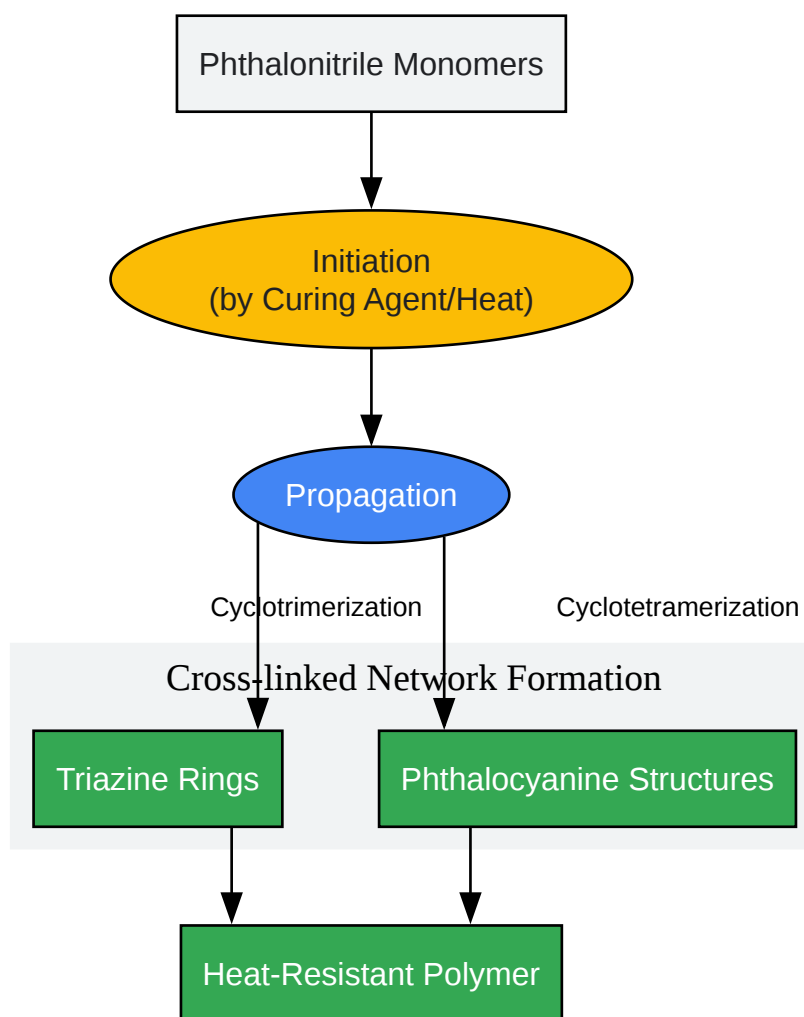 Phthalonitrile Monomers
Initiation
(by Curing Agent/Heat)
Propagation
Cyclotrimerization
Cyclotetramerization
Cross-linked Network Formation
Triazine Rings
Phthalocyanine Structures
Heat-Resistant Polymer